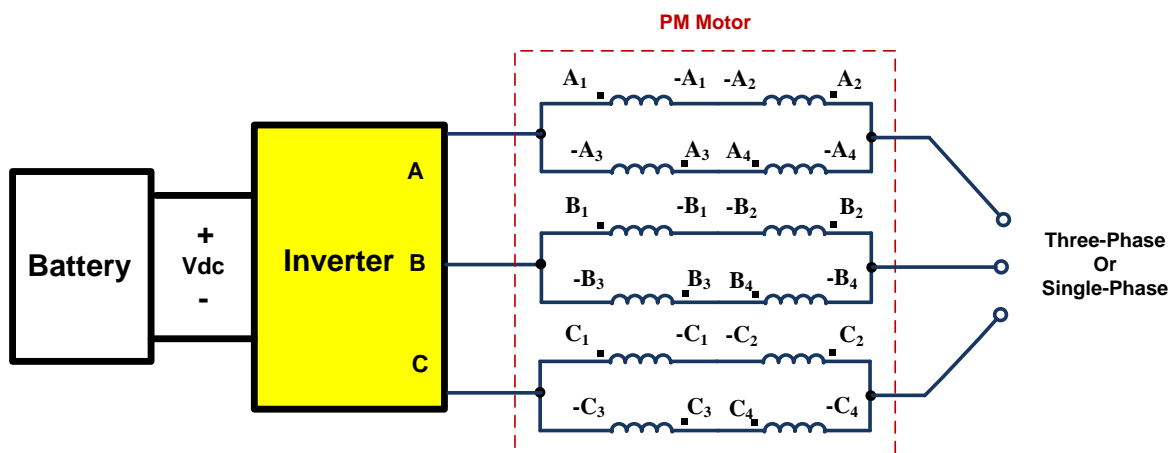 PM Motor
A₁ -A₁ -A₂ A₂
A
-A₃ A₃ A₄ -A₄
B₁ -B₁ -B₂ B₂
+
Vdc
-
Battery
Inverter
B
-B₃ B₃ B₄ -B₄
Three-Phase
Or
Single-Phase
C₁ -C₁ -C₂ C₂
C
-C₃ C₃ C₄ -C₄